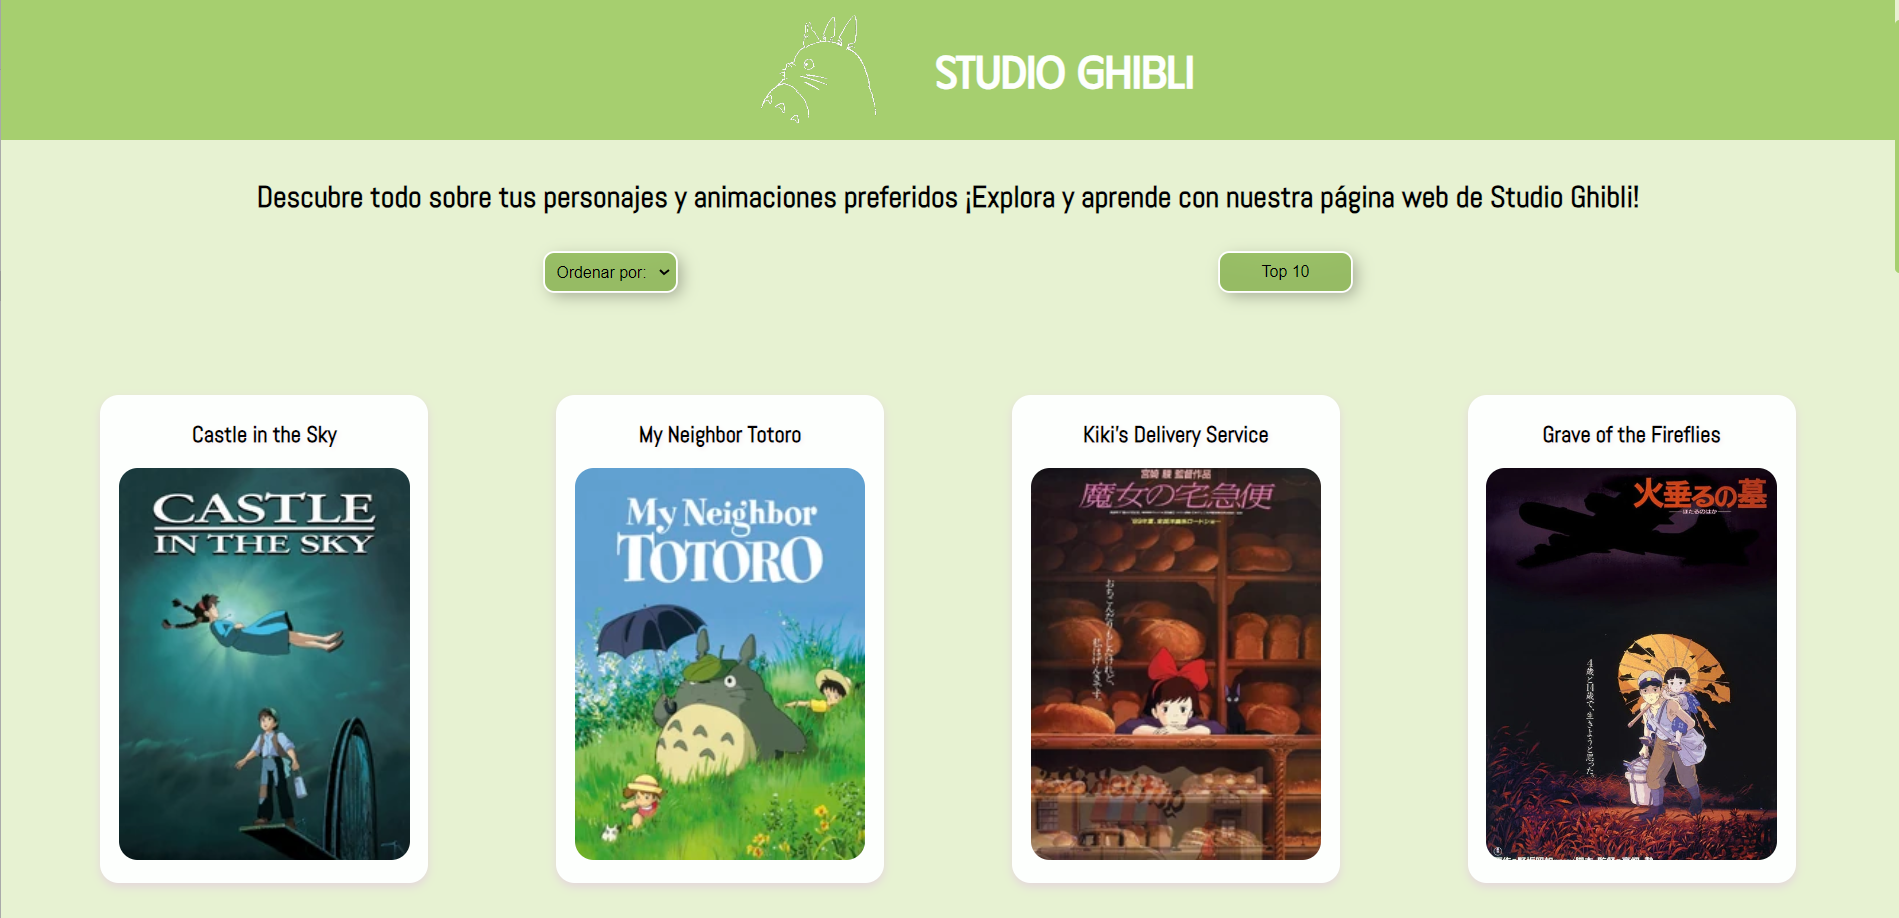 STUDIO GHIBLI
Descubre todo sobre tus personajes y animaciones preferidos ¡Explora y aprende con nuestra página web de Studio Ghibli!
Ordenar por:
Top 10
Castle in the Sky
My Neighbor Totoro
Kiki's Delivery Service
Grave of the Fireflies
CASTLE
IN THE SKY
My Neighbor
TOTORO
宮崎 駿 監督作品
魔女の宅急便
おちこんだりもしたけれど、
私はげんきです。
火垂るの墓
ほたるのはか
4歳と14歳で、生きようと思った。